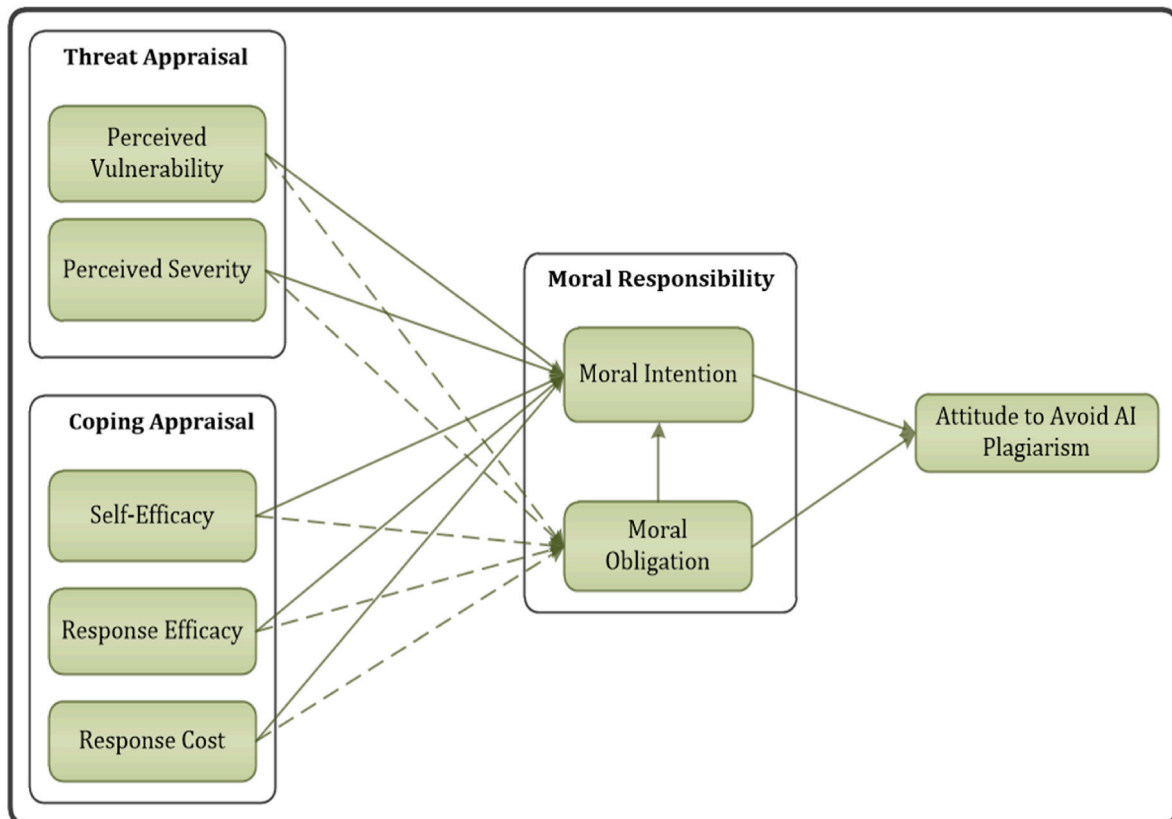 Threat Appraisal
Perceived
Vulnerability
Perceived Severity
Coping Appraisal
Self-Efficacy
Response Efficacy
Response Cost
Moral Responsibility
Moral Intention
Moral
Obligation
Attitude to Avoid AI
Plagiarism